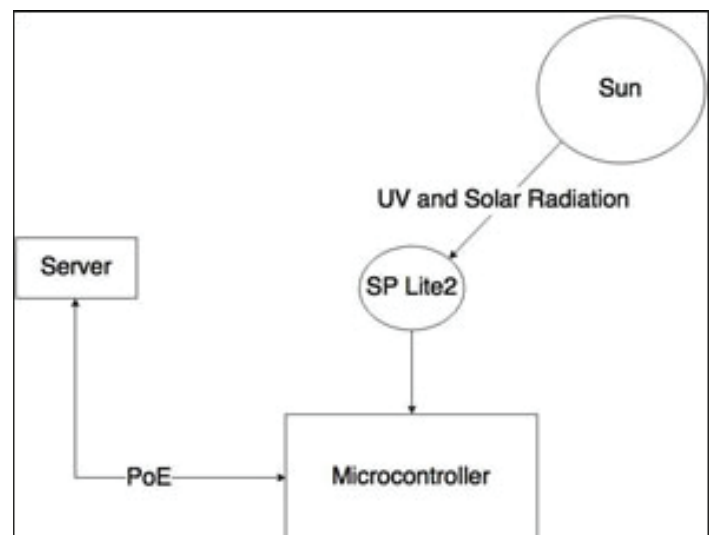 Sun
UV and Solar Radiation
Server
SP Lite2
PoE
Microcontroller